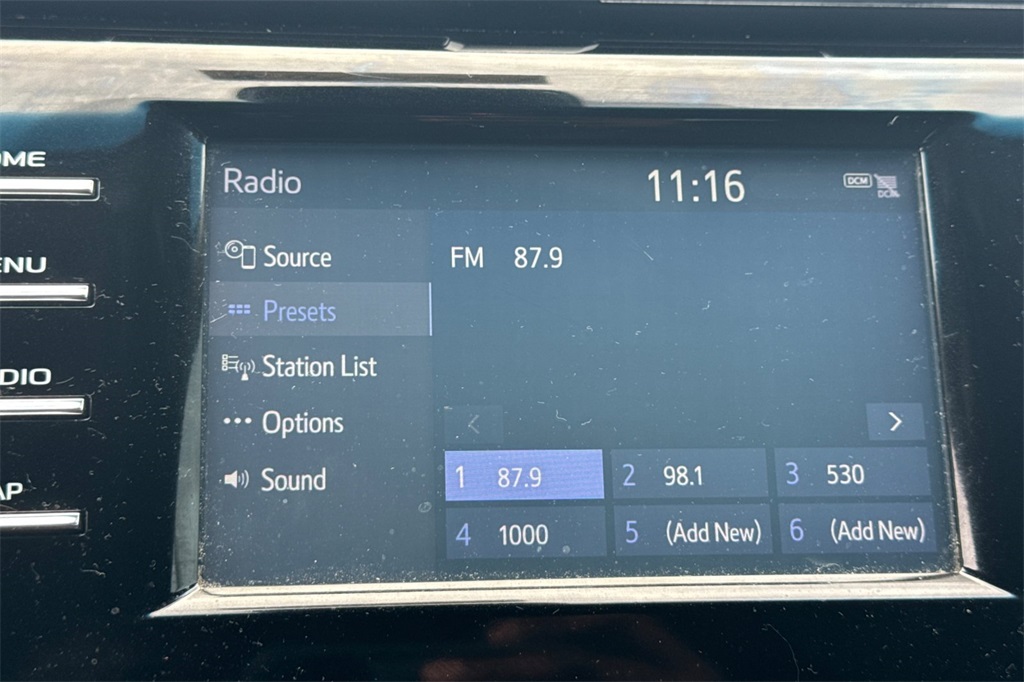 Radio 11:16 DCM
OME
Source FM 87.9
ENU
Presets
DIO
Station List
Options
Sound 1 87.9 2 98.1 3 530
AP
4 1000 5 (Add New) 6 (Add New)